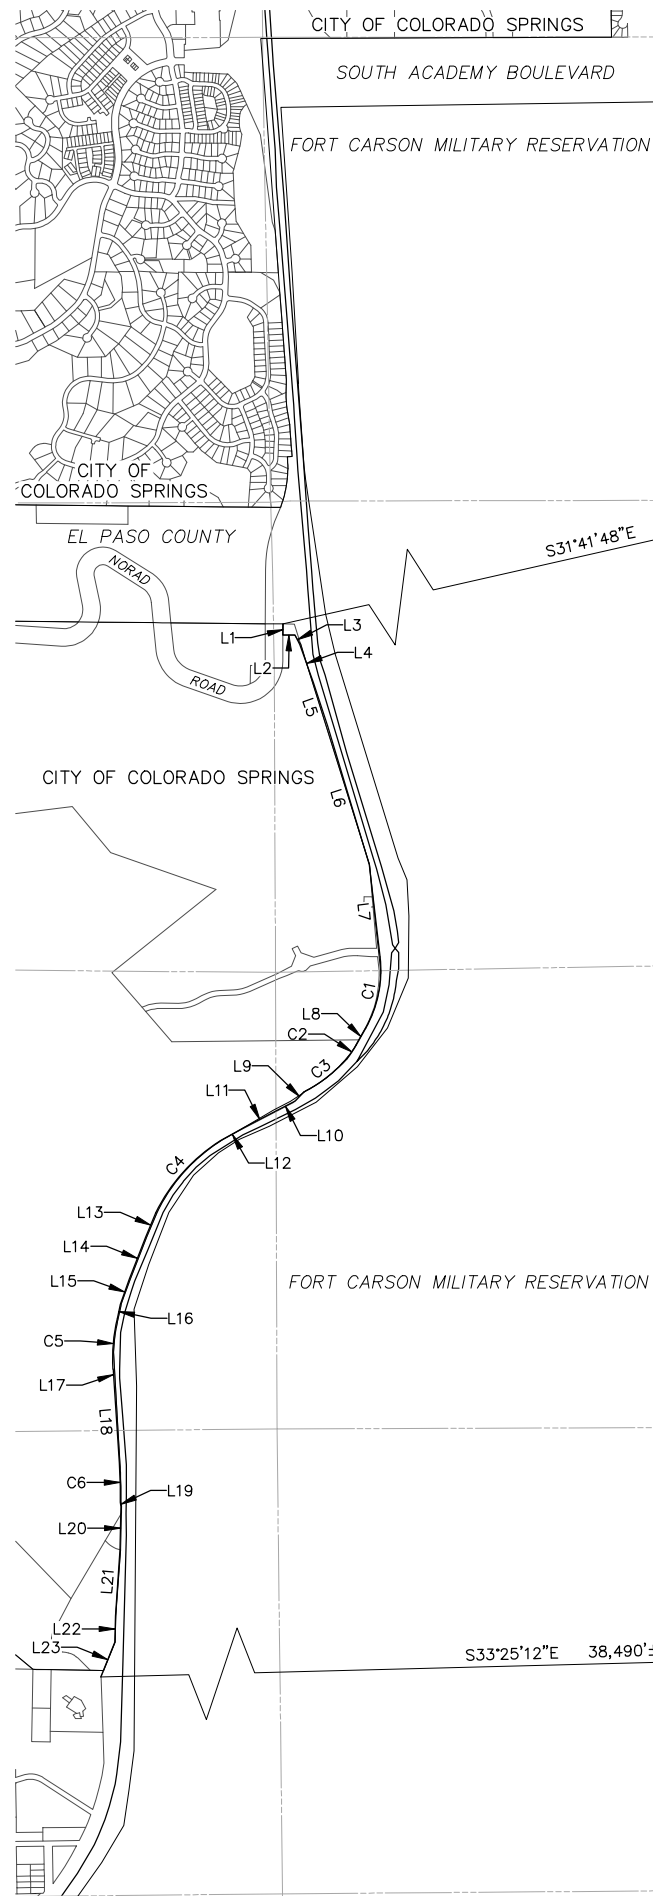 CITY OF COLORADO SPRINGS
SOUTH ACADEMY BOULEVARD
FORT CARSON MILITARY RESERVATION
CITY OF
COLORADO SPRINGS
EL PASO COUNTY
S31°41'48"E
NORAD
ROAD
L1
L3
L2
L4
L5
CITY OF COLORADO SPRINGS
L6
L7
C1
L8
C2
C3
L9
L11
L10
L12
C4
L13
L14
L15
FORT CARSON MILITARY RESERVATION
L16
C5
L17
L18
C6
L19
L20
L21
L22
L23
S33°25'12"E 38,490'±